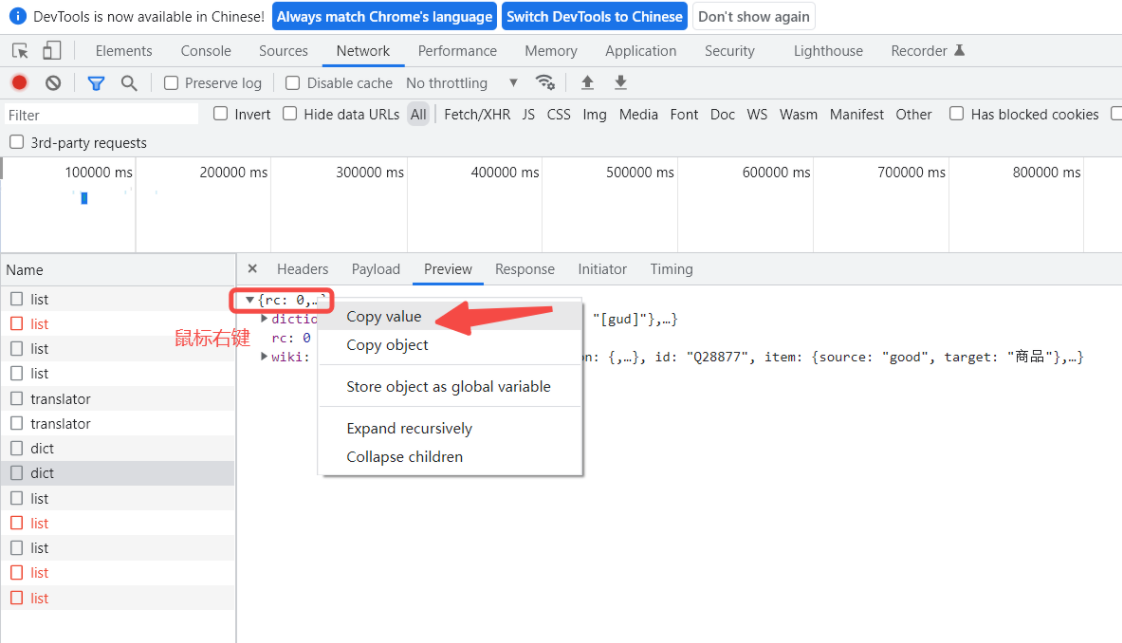 DevTools is now available in Chinese! Always match Chrome's language Switch DevTools to Chinese Don't show again
Elements Console Sources Network Performance Memory Application Security Lighthouse Recorder
Preserve log Disable cache No throttling
Filter Invert Hide data URLs All Fetch/XHR JS CSS Img Media Font Doc WS Wasm Manifest Other Has blocked cookies
3rd-party requests
100000 ms 200000 ms 300000 ms 400000 ms 500000 ms 600000 ms 700000 ms 800000 ms
Name Headers Payload Preview Response Initiator Timing
list {rc: 0,…}
list dictio "[gud]"},…}
鼠标右键 rc: 0
list wiki: n: {,…}, id: "Q28877", item: {source: "good", target: "商品"},…}
list
translator
translator
dict
dict
list
list
list
list
list
Copy value
Copy object
Store object as global variable
Expand recursively
Collapse children